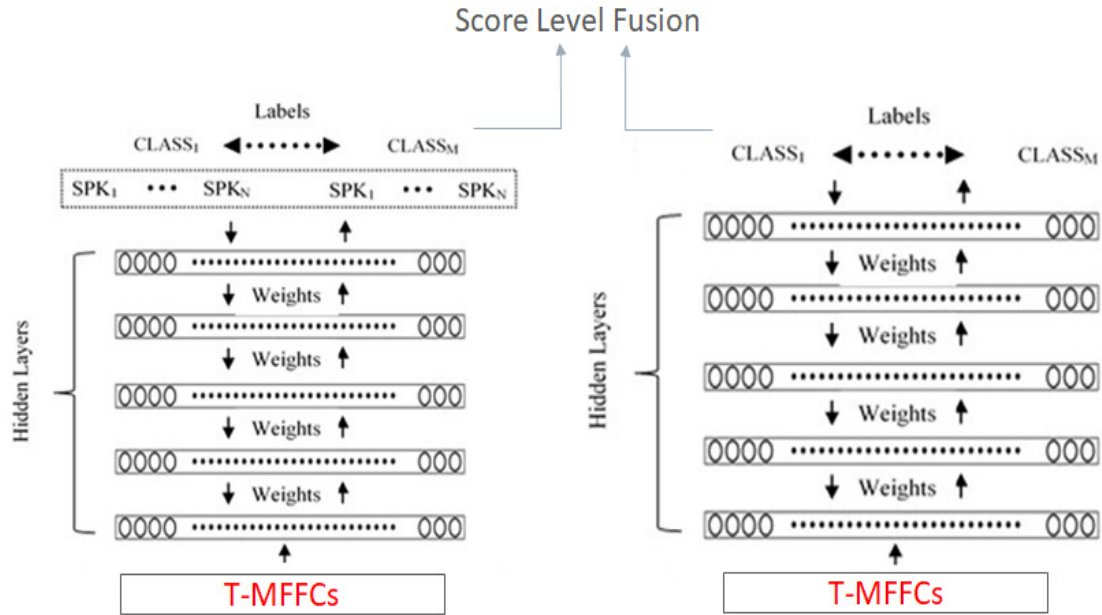 Score Level Fusion
Labels
CLASS₁ CLASSM
SPK₁ ••• SPKN SPK₁ ••• SPKN
Hidden Layers
Weights
Weights
Weights
Weights
T-MFFCs
Labels
CLASS₁ CLASSM
Hidden Layers
Weights
Weights
Weights
Weights
T-MFFCs